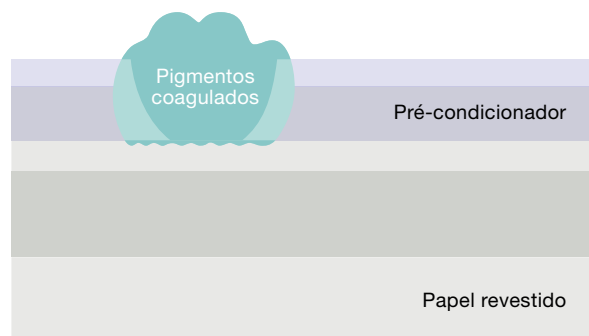 Pigmentos
coagulados
Pré-condicionador
Papel revestido